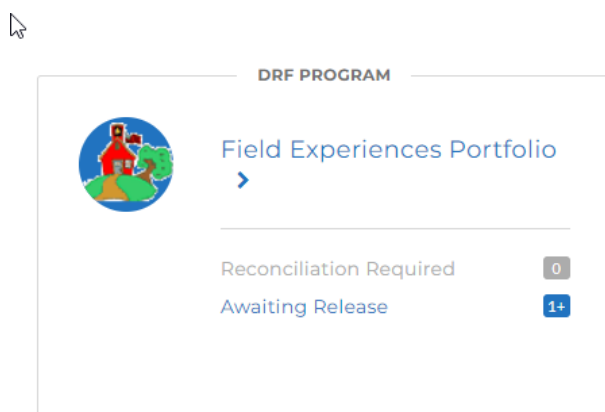 DRF PROGRAM
Field Experiences Portfolio
Reconciliation Required 0
Awaiting Release 1+